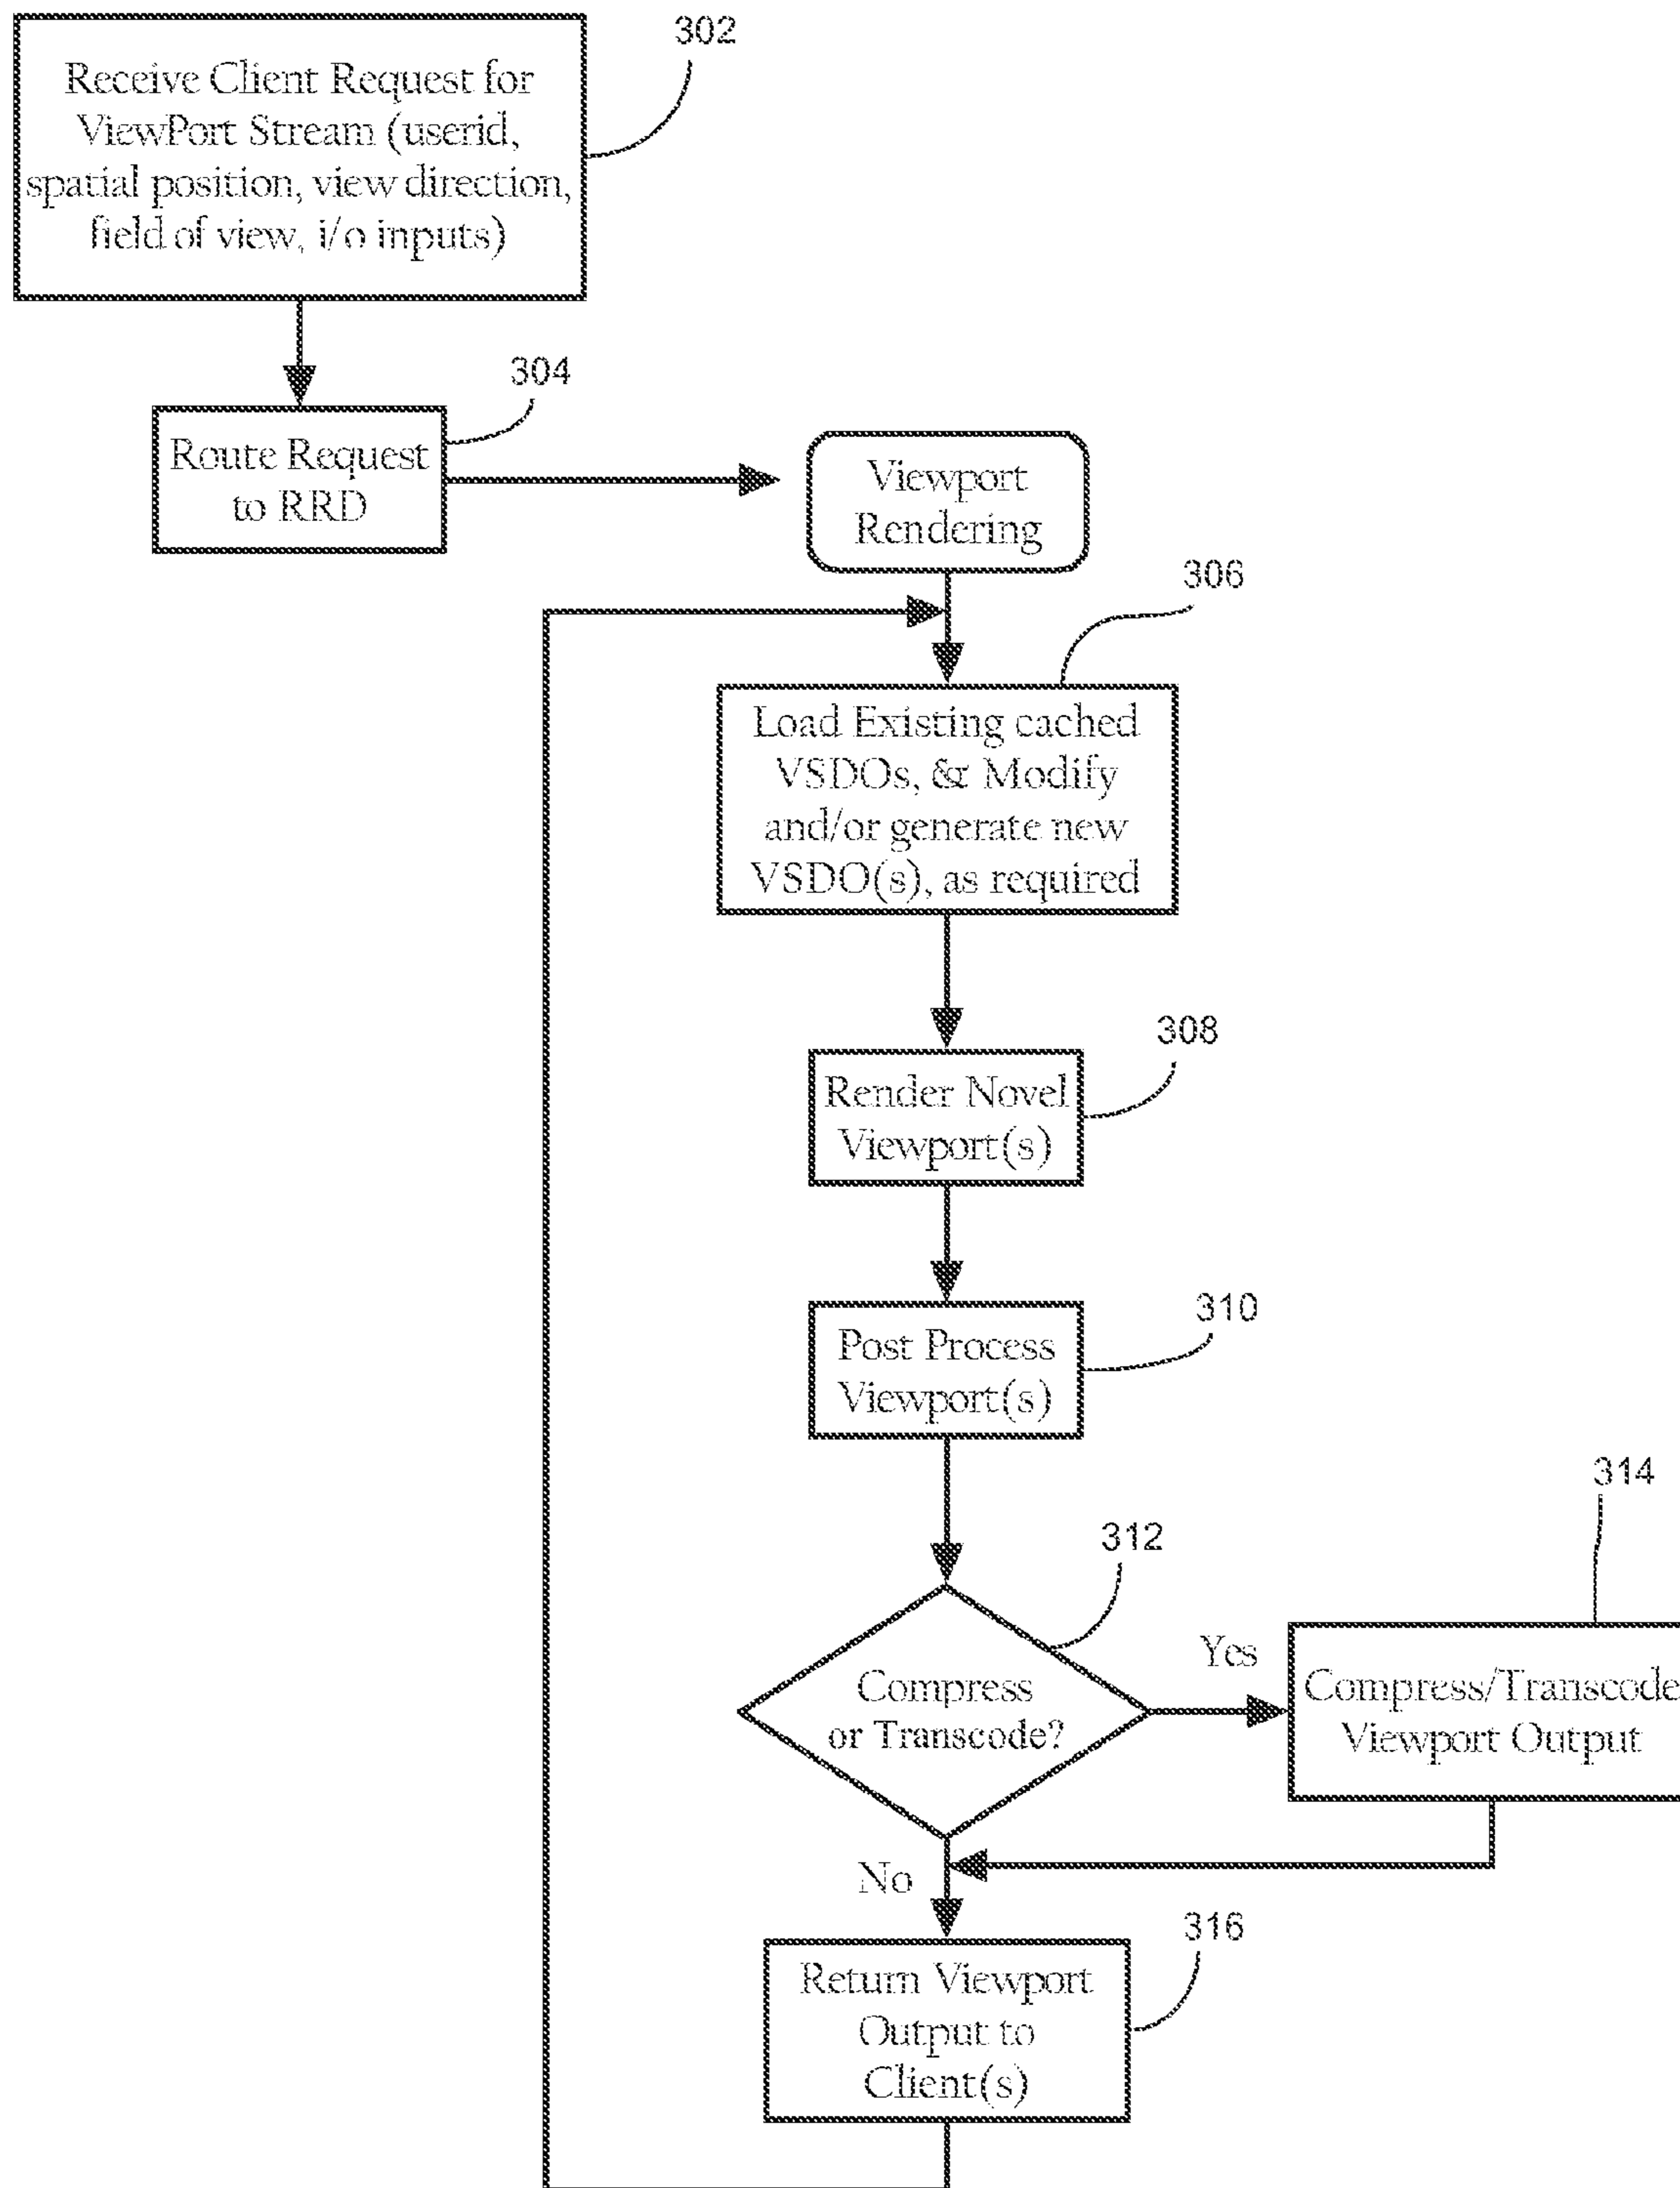 302
Receive Client Request for
ViewPort Stream (userid,
spatial position, view direction,
field of view, i/o inputs)
304
Route Request
to RRD
Viewport
Rendering
306
Load Existing cached
VSDOs, & Modify
and/or generate new
VSDO(s), as required
308
Render Novel
Viewport(s)
310
Post Process
Viewport(s)
312
Compress
or Transcode?
Yes
314
Compress/Transcode
Viewport Output
No
316
Return Viewport
Output to
Client(s)